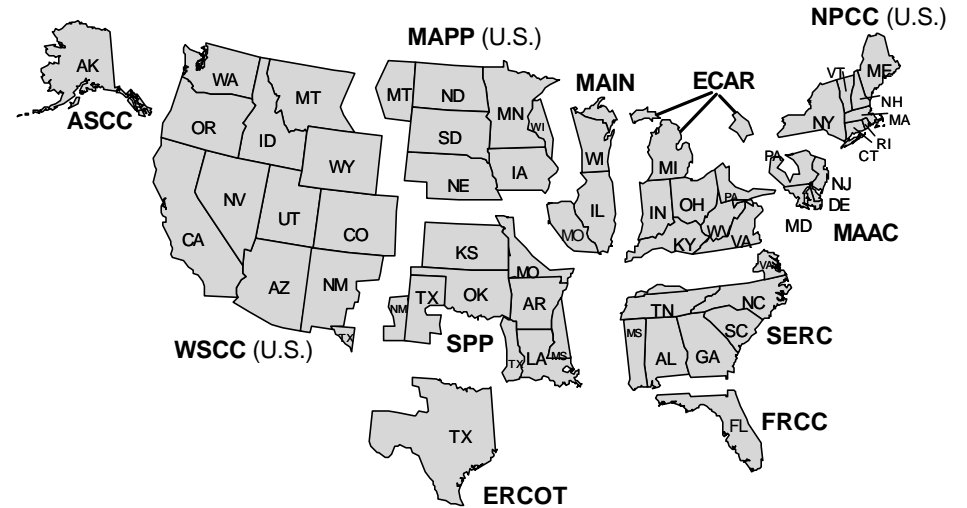 NPCC (U.S.)
MAPP (U.S.)
MAIN
ECAR
ASCC
AK
WA
MT
OR
ID
WY
NV
UT
CO
CA
AZ
NM
TX
WSCC (U.S.)
MT
ND
MN
WI
SD
NE
IA
WI
IL
MO
MI
IN
OH
PA
WV
KY
VA
VT
ME
NH
MA
NY
RI
CT
PA
NJ
DE
MD
MAAC
KS
MO
NM
TX
OK
AR
TX
LA
MS
SPP
VA
TN
NC
SC
MS
AL
GA
SERC
FL
FRCC
TX
ERCOT